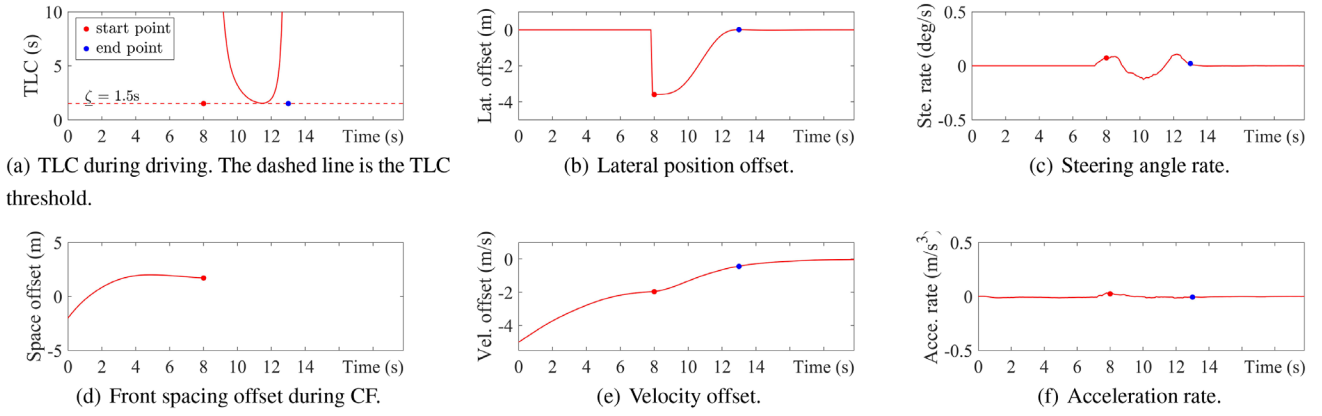 TLC (s)
10
5
0
start point
end point
ζ = 1.5s
0 2 4 6 8 10 12 14 Time (s)
(a) TLC during driving. The dashed line is the TLC
threshold.
Lat. offset (m)
0
-2
-4
0 2 4 6 8 10 12 14 Time (s)
(b) Lateral position offset.
Ste. rate (deg/s)
0.5
0
-0.5
0 2 4 6 8 10 12 14 Time (s)
(c) Steering angle rate.
Space offset (m)
5
0
-5
0 2 4 6 8 10 12 14 Time (s)
(d) Front spacing offset during CF.
Vel. offset (m/s)
0
-2
-4
0 2 4 6 8 10 12 14 Time (s)
(e) Velocity offset.
Acce. rate (m/s³)
0.5
0
-0.5
0 2 4 6 8 10 12 14 Time (s)
(f) Acceleration rate.